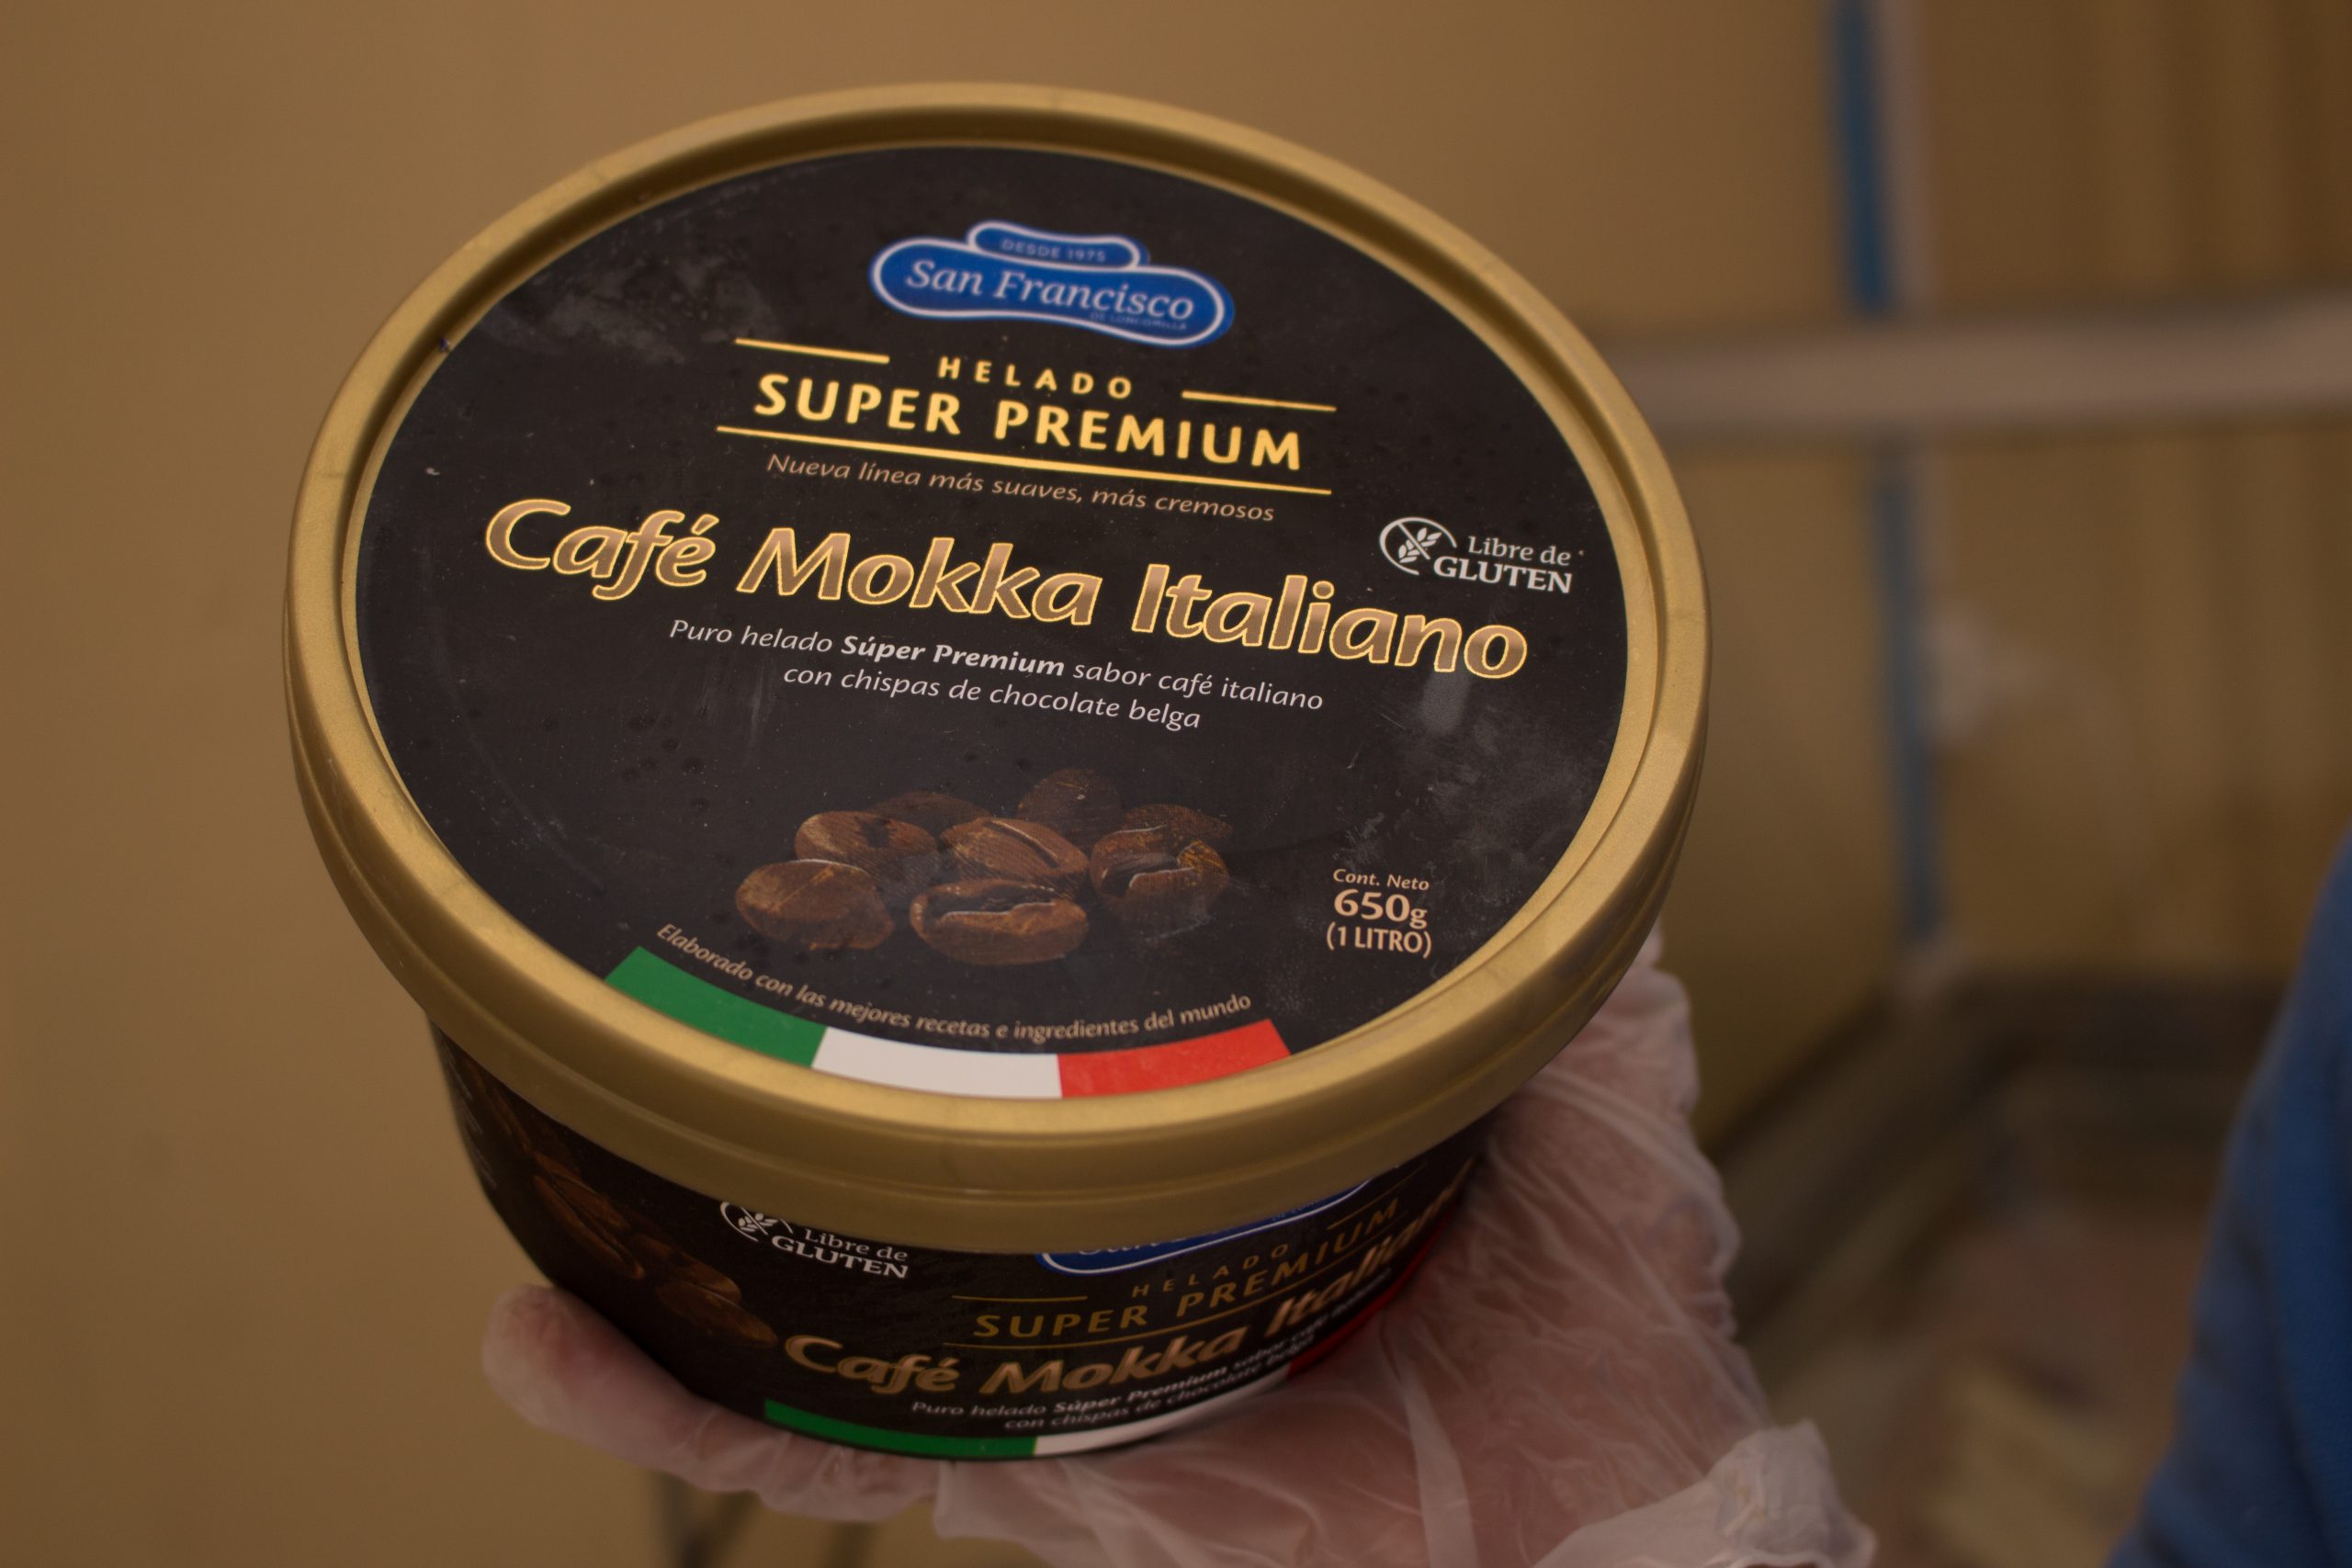 DESDE 1975
San Francisco
DE LONCOMILLA
HELADO
SUPER PREMIUM
Nueva línea más suaves, más cremosos
Café Mokka Italiano
Libre de
GLUTEN
Puro helado Súper Premium sabor café italiano
con chispas de chocolate belga
Cont. Neto
650g
(1 LITRO)
Elaborado con las mejores recetas e ingredientes del mundo
Libre de
GLUTEN
HELADO
SUPER PREMIUM
Café Mokka Italia
Puro helado Súper Premium sabor café
con chispas de chocolate belga